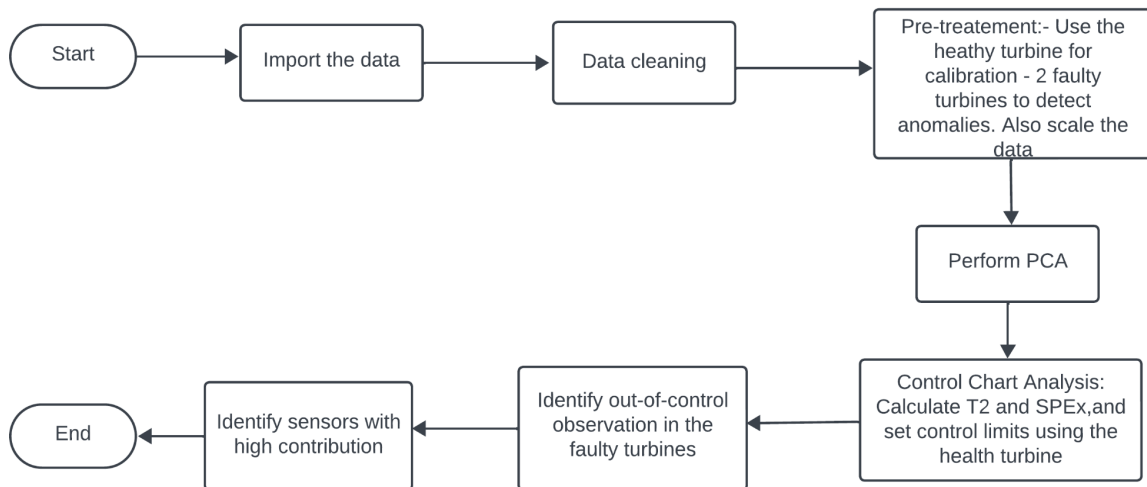 Start
Import the data
Data cleaning
Pre-treatement:- Use the
heathy turbine for
calibration - 2 faulty
turbines to detect
anomalies. Also scale the
data
Perform PCA
Control Chart Analysis:
Calculate T2 and SPEx,and
set control limits using the
health turbine
Identify out-of-control
observation in the
faulty turbines
Identify sensors with
high contribution
End